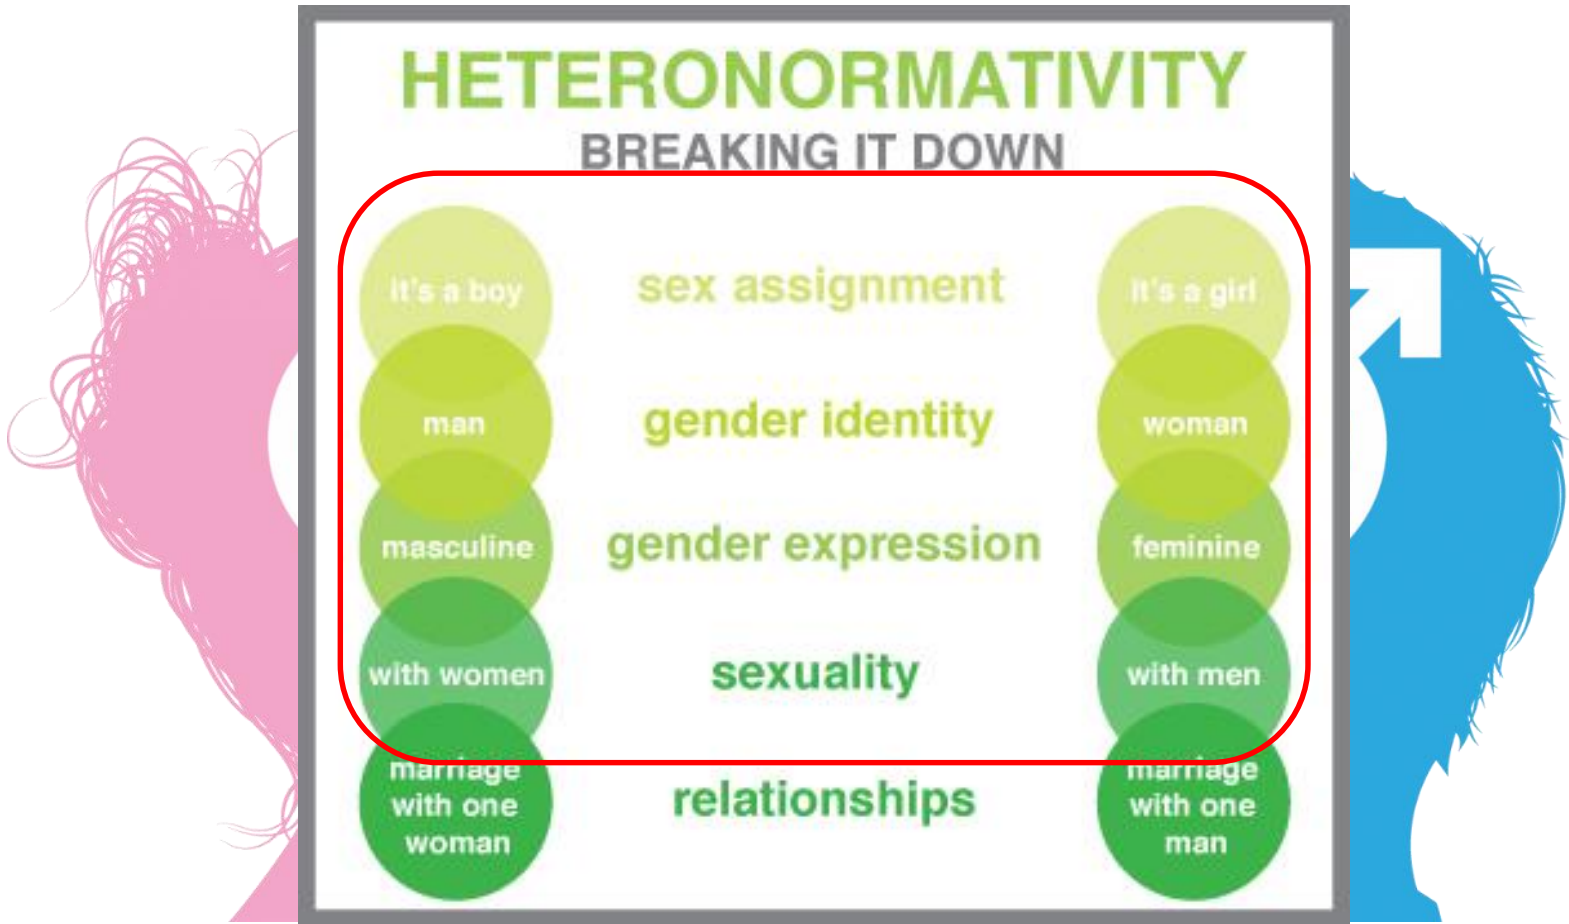 HETERONORMATIVITY
BREAKING IT DOWN
it's a boy sex assignment it's a girl
man gender identity woman
masculine gender expression feminine
with women sexuality with men
marriage
with one
woman
relationships
marriage
with one
man